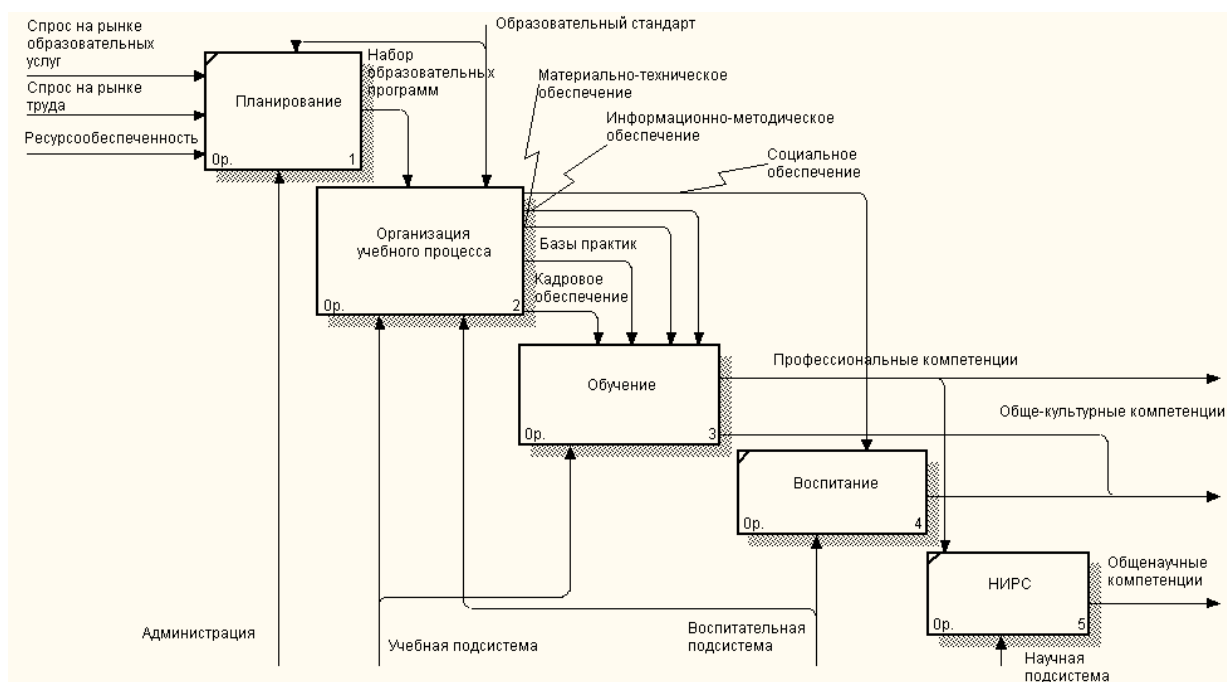 Спрос на рынке
образовательных
услуг
Спрос на рынке
труда
Ресурсообеспеченность
Образовательный стандарт
Планирование
0р.
1
Набор
образовательных
программ
Материально-техническое
обеспечение
Информационно-методическое
обеспечение
Социальное
обеспечение
Организация
учебного процесса
0р.
2
Базы практик
Кадровое
обеспечение
Обучение
0р.
3
Профессиональные компетенции
Обще-культурные компетенции
Воспитание
0р.
4
НИРС
0р.
5
Общенаучные
компетенции
Администрация
Учебная подсистема
Воспитательная
подсистема
Научная
подсистема